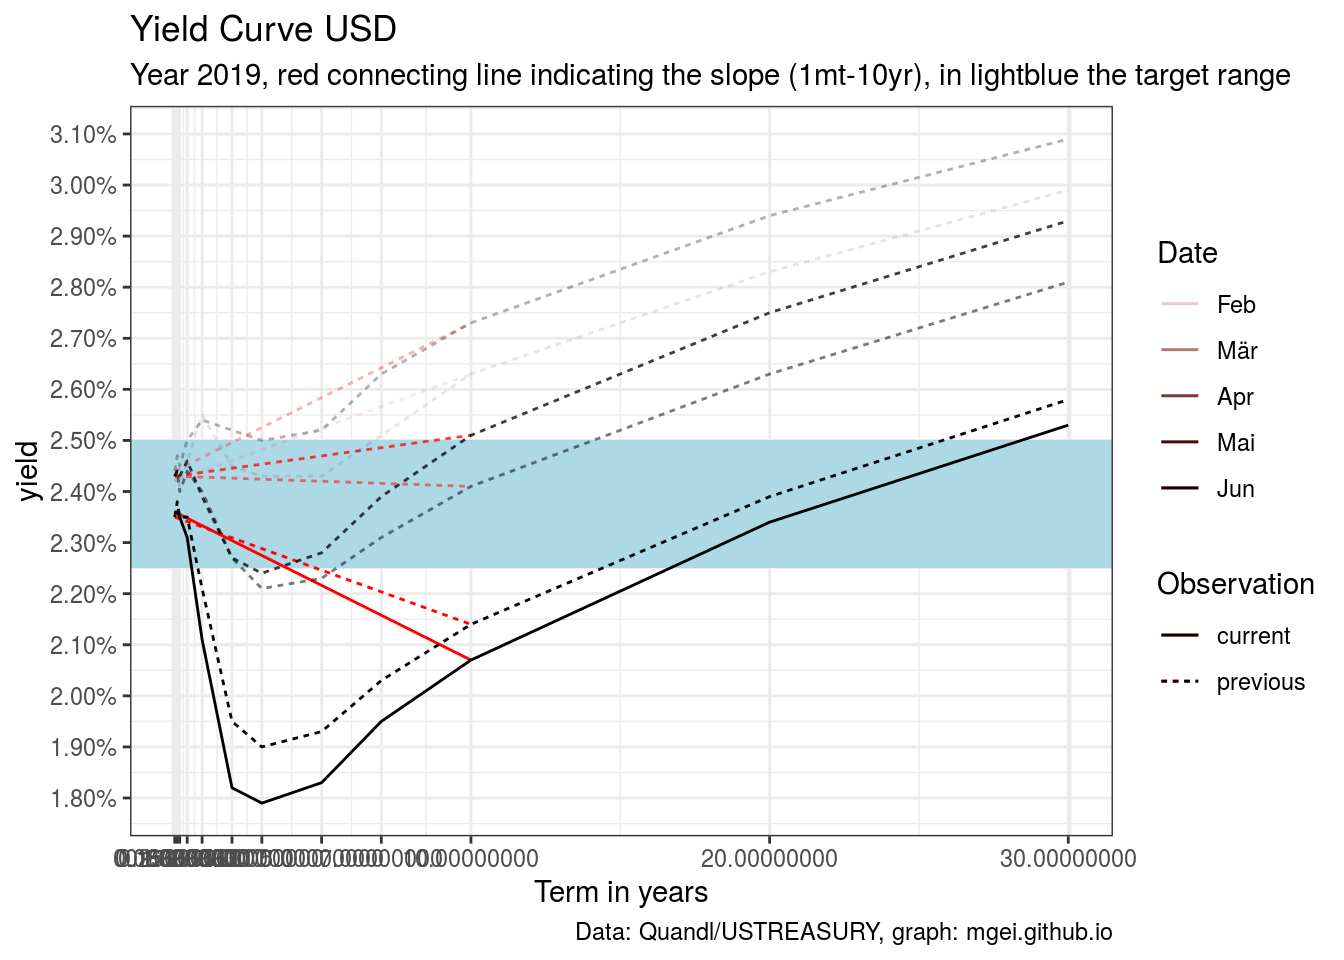 Yield Curve USD
Year 2019, red connecting line indicating the slope (1mt-10yr), in lightblue the target range
3.10%
3.00%
2.90%
2.80%
2.70%
2.60%
2.50%
2.40%
2.30%
2.20%
2.10%
2.00%
1.90%
1.80%
yield
10.00000000
20.00000000
30.00000000
Term in years
Date
Feb
Mär
Apr
Mai
Jun
Observation
current
previous
Data: Quandl/USTREASURY, graph: mgei.github.io